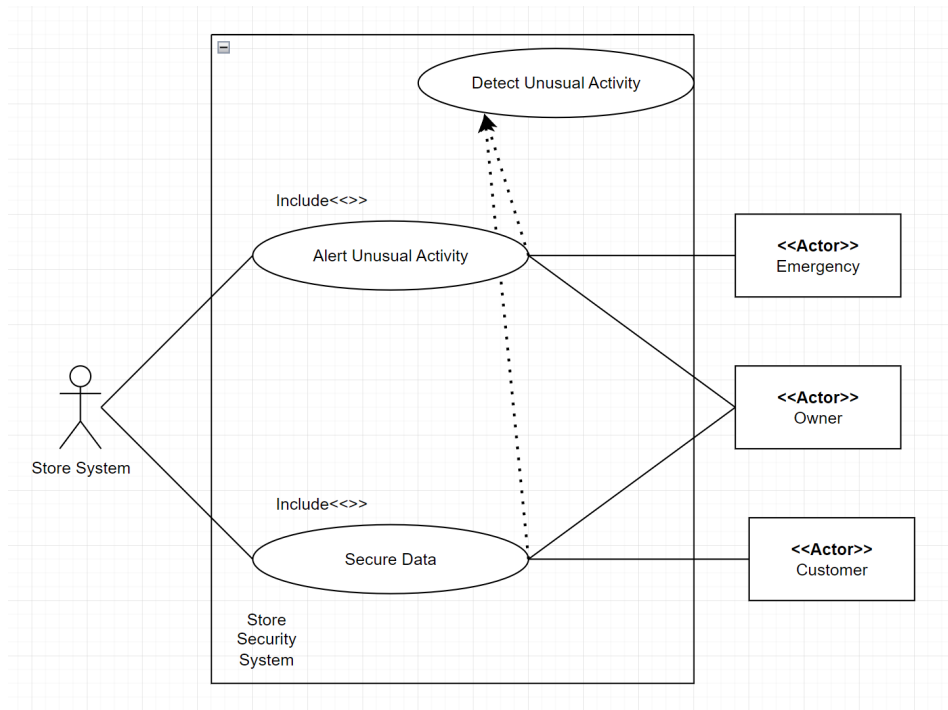 Detect Unusual Activity
Include<<>>
Alert Unusual Activity
<<Actor>>
Emergency
<<Actor>>
Owner
Store System
Include<<>>
Secure Data
<<Actor>>
Customer
Store
Security
System